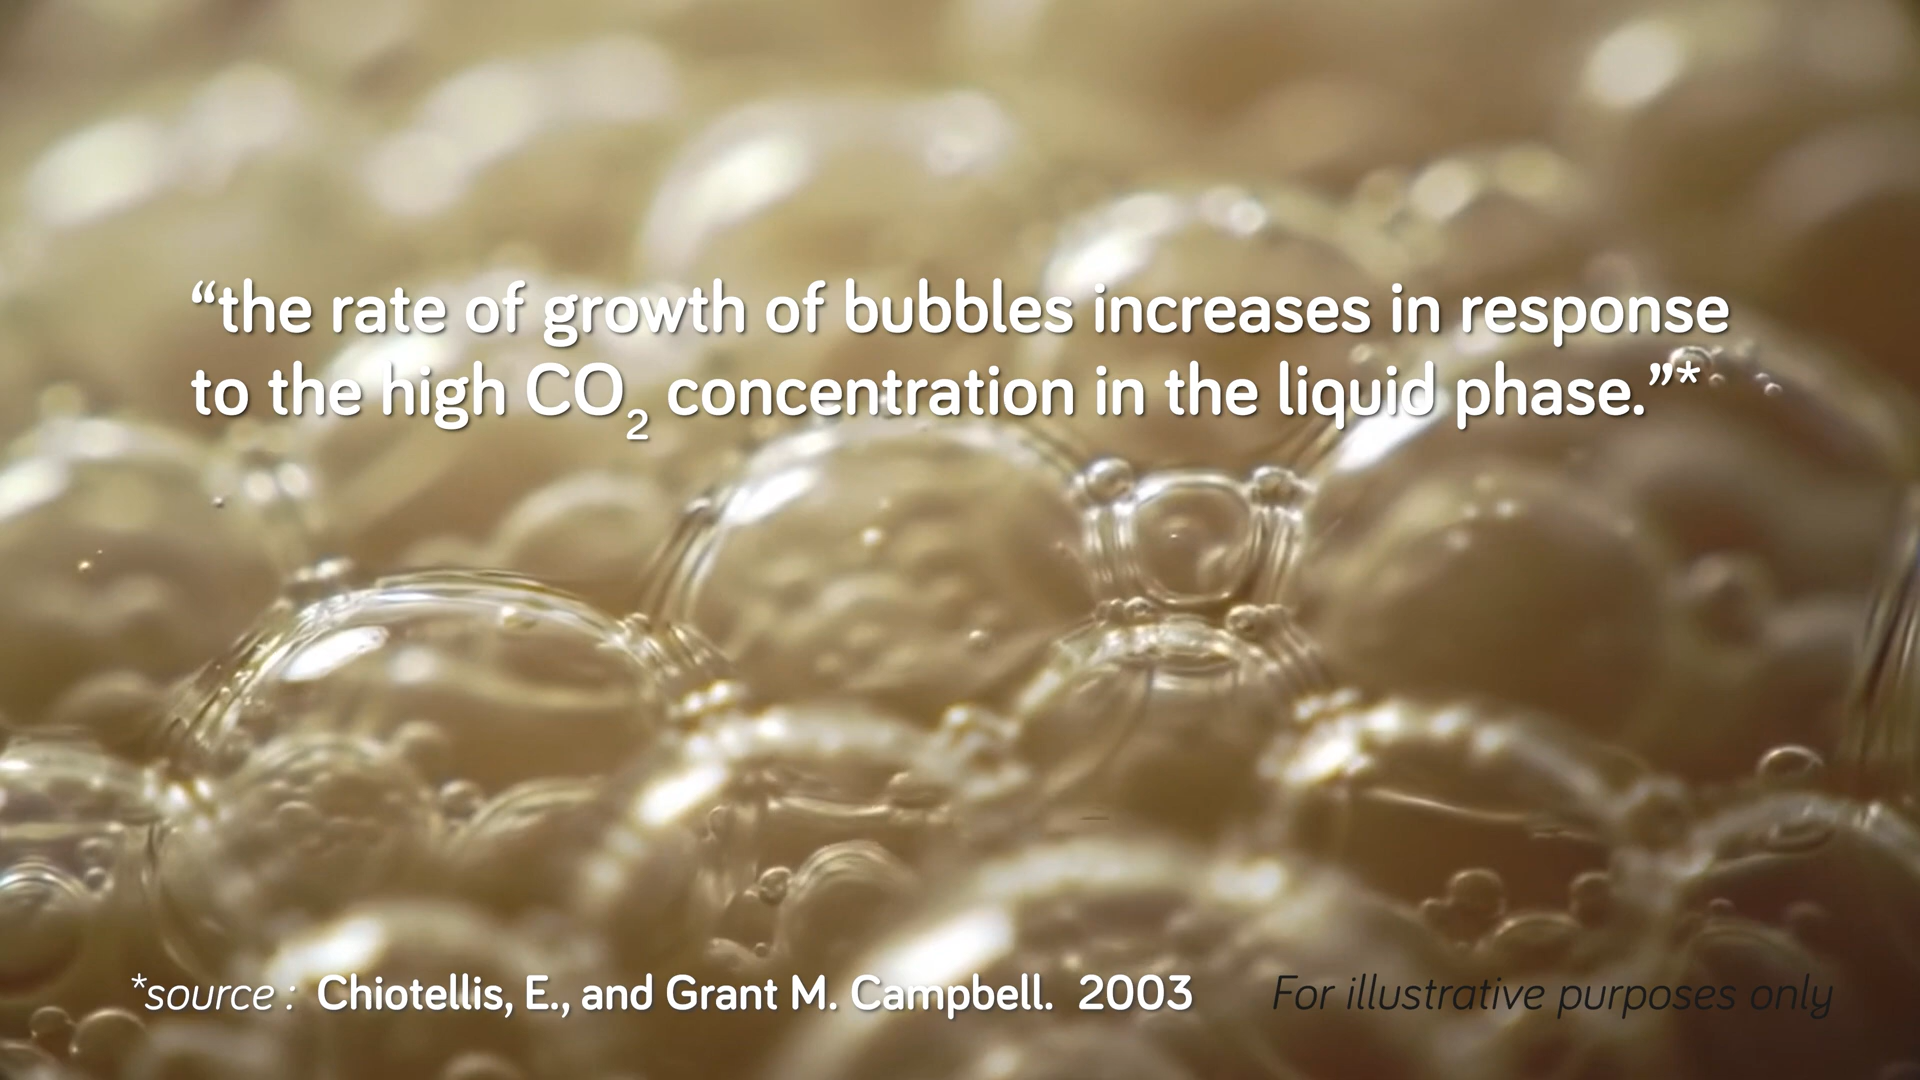 “the rate of growth of bubbles increases in response
to the high CO₂ concentration in the liquid phase.”*
*source : Chiotellis, E., and Grant M. Campbell. 2003
For illustrative purposes only